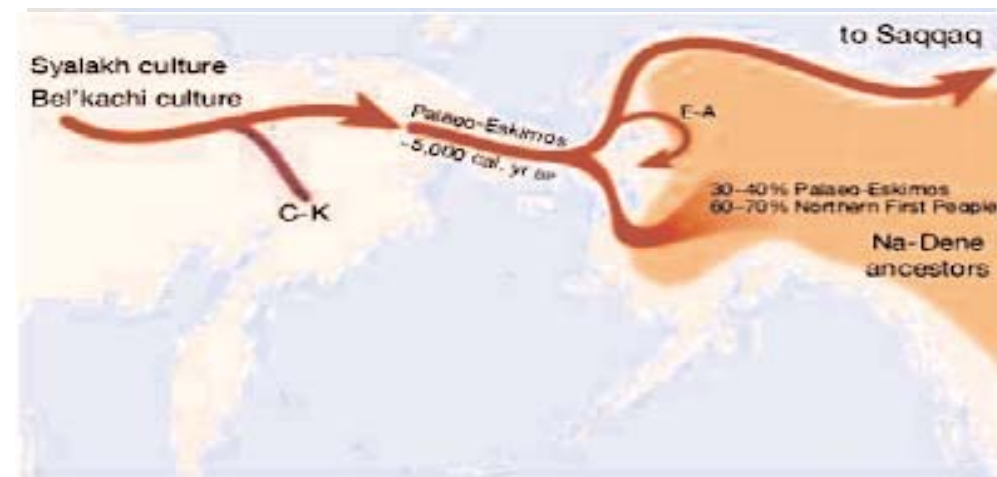 to Saqqaq
Syalakh culture
Bel'kachi culture
Palaeo-Eskimos
~5,000 cal. yr BP
E-A
C-K
30–40% Palaeo-Eskimos
60–70% Northern First People
Na-Dene
ancestors